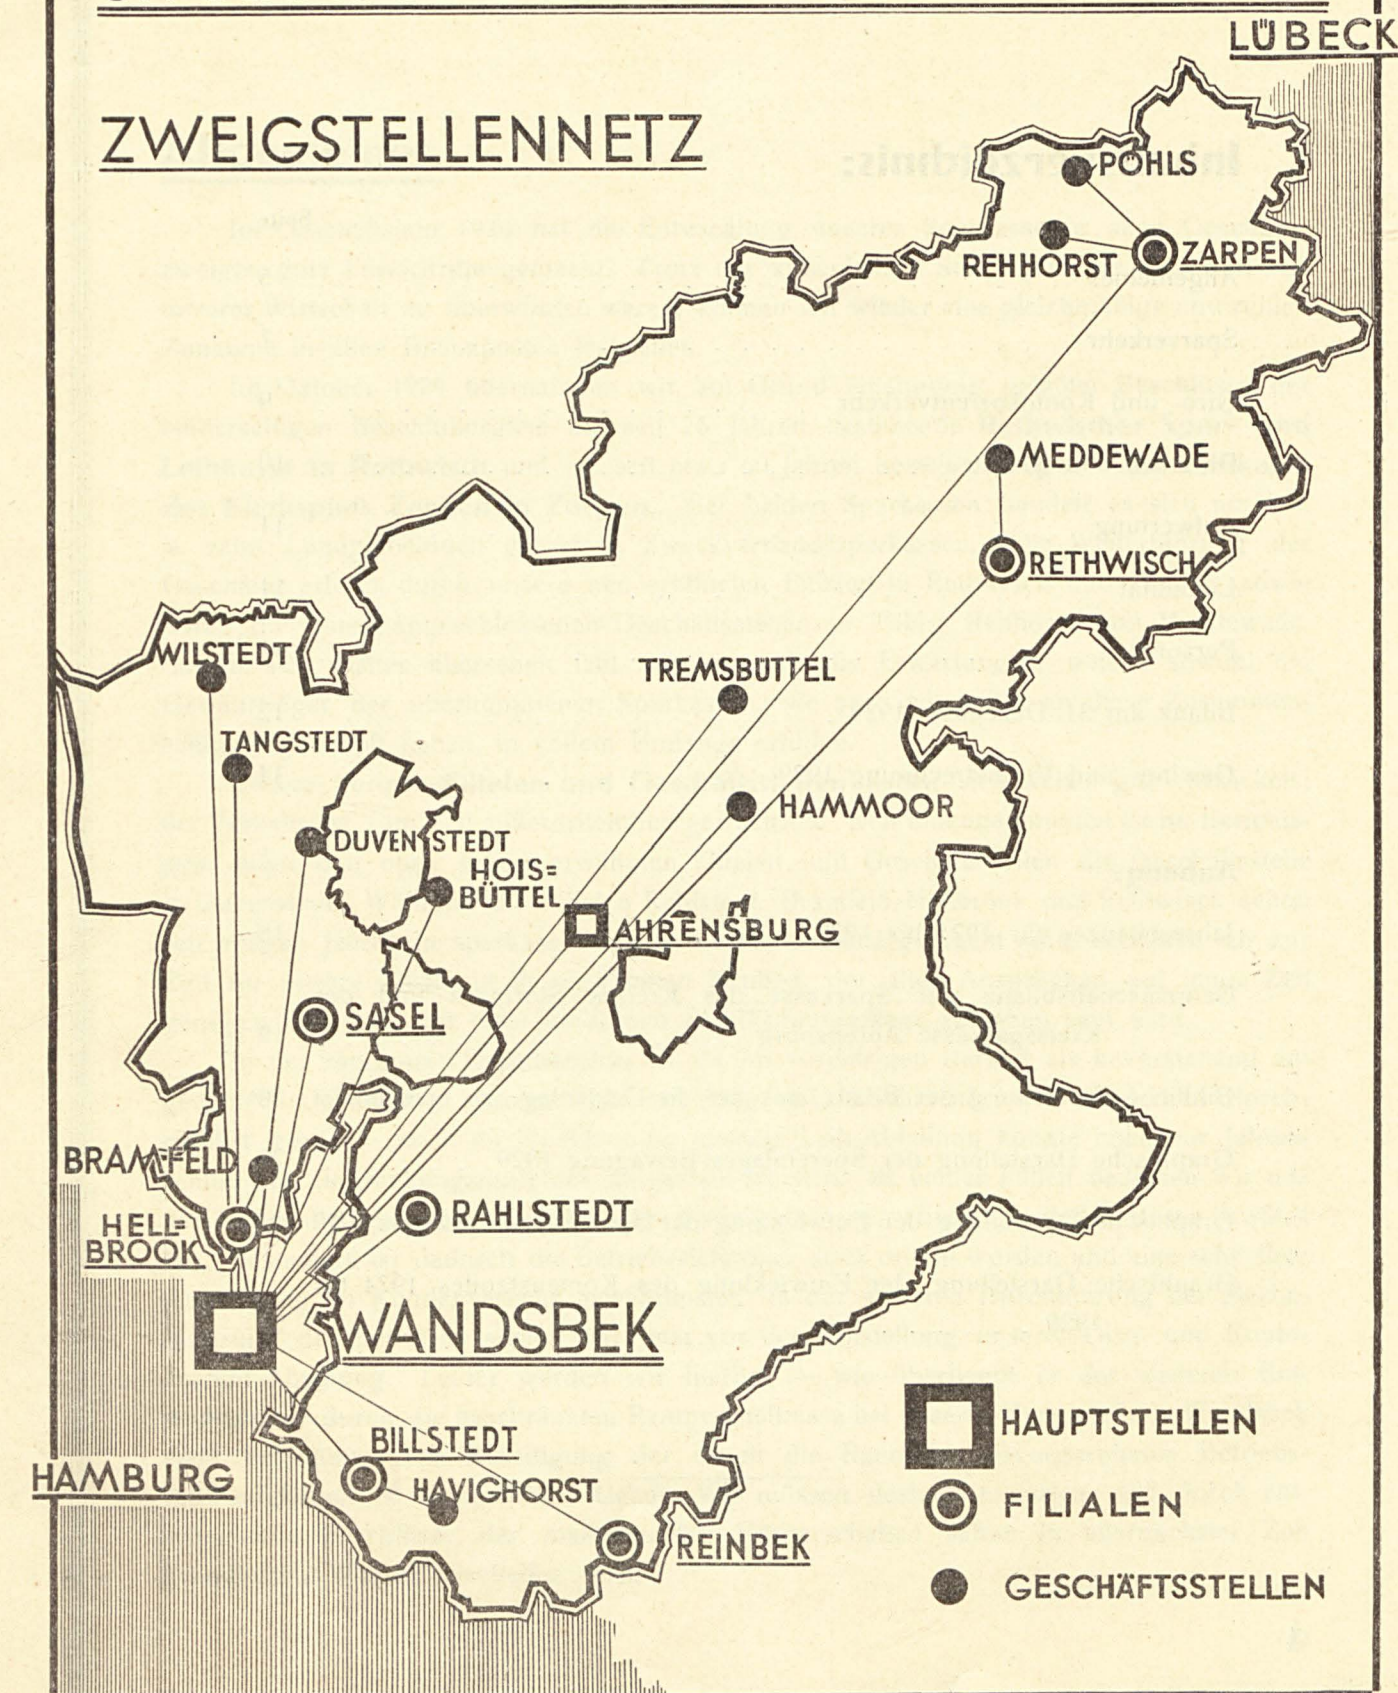 LÜBECK
ZWEIGSTELLENNETZ
PÖHLS
REHHORST
ZARPEN
MEDDEWADE
RETHWISCH
WILSTEDT
TREMSBÜTTEL
TANGSTEDT
HAMMOOR
DUVENSTEDT
HOIS=
BÜTTEL
AHRENSBURG
SASEL
BRAMFELD
HELL=
BROOK
RAHLSTEDT
WANDSBEK
BILLSTEDT
HAVIGHORST
HAMBURG
REINBEK
HAUPTSTELLEN
FILIALEN
GESCHÄFTSSTELLEN